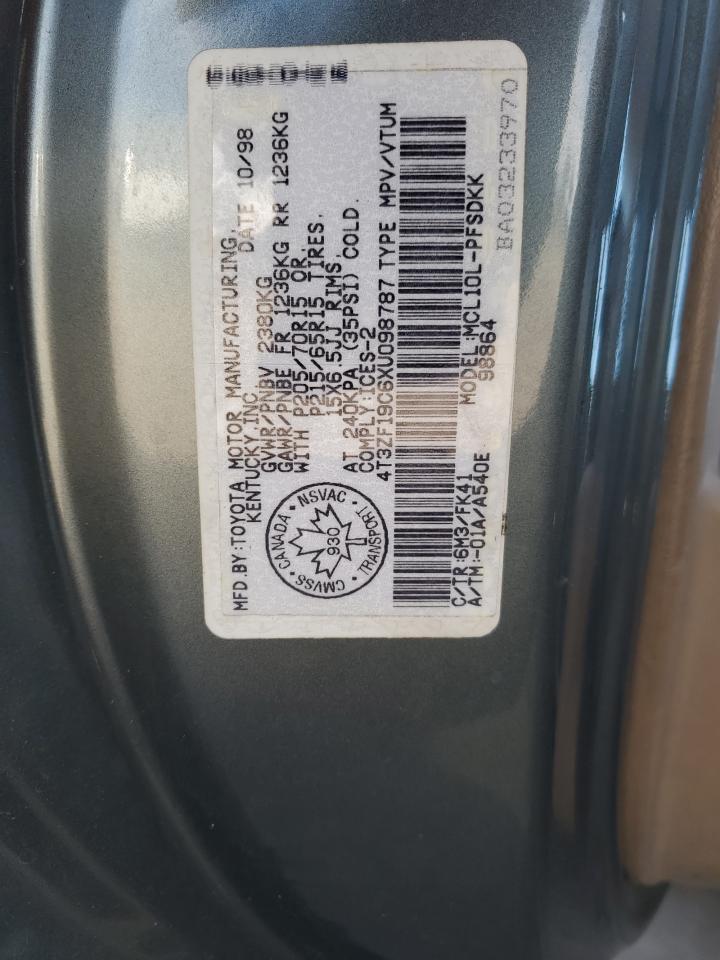 MFD.BY:TOYOTA MOTOR MANUFACTURING,
KENTUCKY,INC. DATE 10/98
GVWR/PNBV 2380KG
GAWR/PNBE FR 1236KG RR 1236KG
WITH P205/70R15 OR
P215/65R15 TIRES,
15X6.5JJ RIMS,
AT 240KPA (35PSI) COLD.
COMPLY:ICES-2
4T3ZF19C6XU098787 TYPE MPV/VTUM
CANADA · NSVAC · TRANSPORT · CMVSS ·
930
C/TR:6M3/FK41 MODEL:MCL10L-PFSDKK
A/TM:-01A/A540E 98864
BA03233970